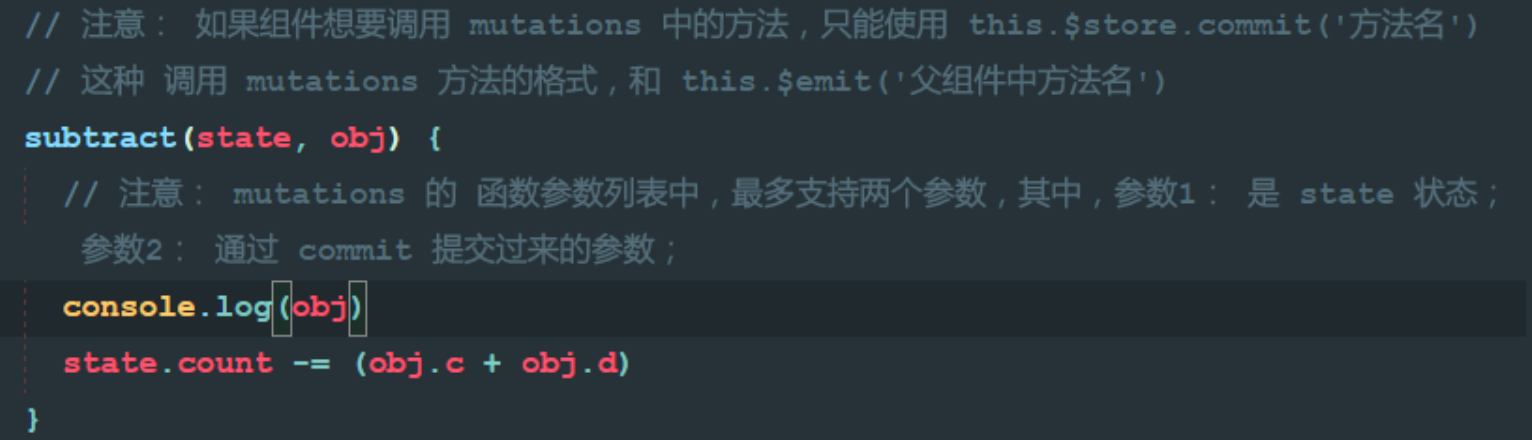 // 注意： 如果组件想要调用 mutations 中的方法，只能使用 this.$store.commit('方法名')
// 这种 调用 mutations 方法的格式，和 this.$emit('父组件中方法名')
subtract(state, obj) {
// 注意： mutations 的 函数参数列表中，最多支持两个参数，其中，参数1： 是 state 状态；
参数2： 通过 commit 提交过来的参数；
console.log(obj)
state.count -= (obj.c + obj.d)
}